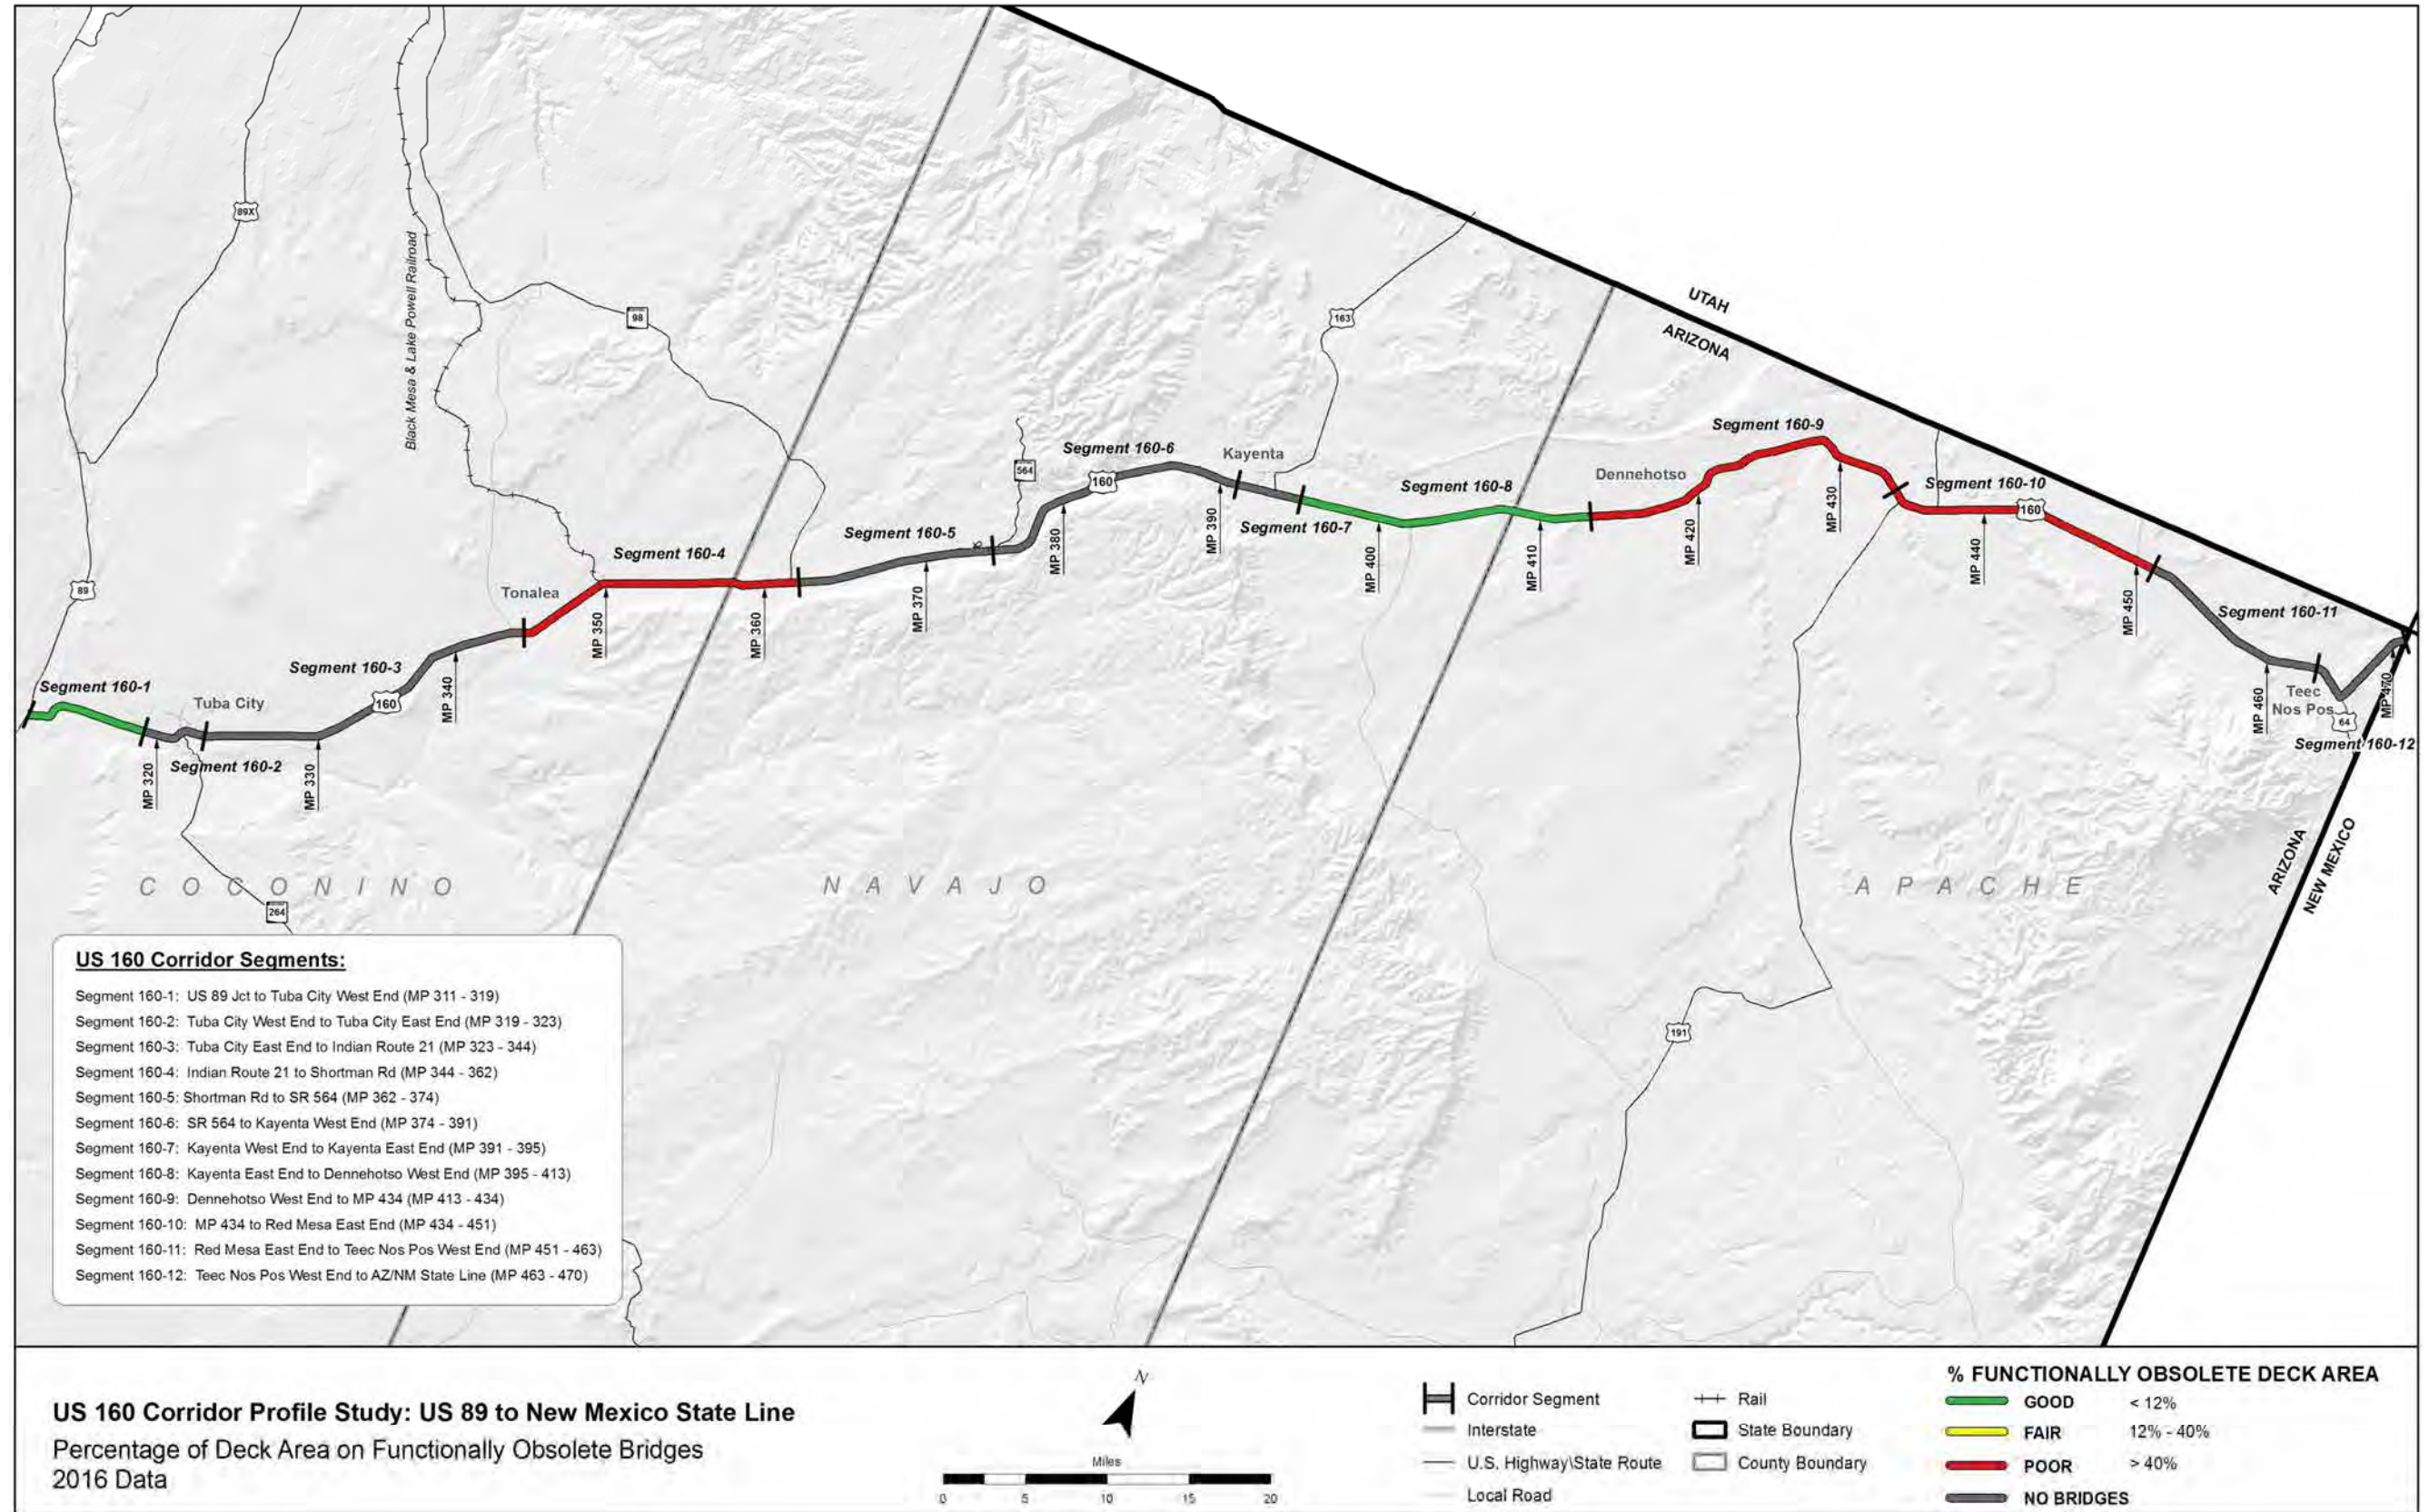 89X
Black Mesa & Lake Powell Railroad
98
163
UTAH
ARIZONA
Segment 160-9
Segment 160-6
Kayenta
564
160
Dennehotso
Segment 160-8
Segment 160-10
160
MP 430
MP 390
Segment 160-7
MP 420
Segment 160-5
MP 380
MP 400
MP 410
MP 440
Segment 160-4
89
Tonalea
MP 350
MP 360
MP 370
MP 450
Segment 160-11
Segment 160-3
Segment 160-1
Tuba City
160
MP 340
MP 460
Teec
Nos Pos
MP 470
64
Segment 160-12
MP 320
Segment 160-2
MP 330
COCONINO
NAVAJO
APACHE
ARIZONA
NEW MEXICO
264
191
US 160 Corridor Segments:
Segment 160-1: US 89 Jct to Tuba City West End (MP 311 - 319)
Segment 160-2: Tuba City West End to Tuba City East End (MP 319 - 323)
Segment 160-3: Tuba City East End to Indian Route 21 (MP 323 - 344)
Segment 160-4: Indian Route 21 to Shortman Rd (MP 344 - 362)
Segment 160-5: Shortman Rd to SR 564 (MP 362 - 374)
Segment 160-6: SR 564 to Kayenta West End (MP 374 - 391)
Segment 160-7: Kayenta West End to Kayenta East End (MP 391 - 395)
Segment 160-8: Kayenta East End to Dennehotso West End (MP 395 - 413)
Segment 160-9: Dennehotso West End to MP 434 (MP 413 - 434)
Segment 160-10: MP 434 to Red Mesa East End (MP 434 - 451)
Segment 160-11: Red Mesa East End to Teec Nos Pos West End (MP 451 - 463)
Segment 160-12: Teec Nos Pos West End to AZ/NM State Line (MP 463 - 470)
US 160 Corridor Profile Study: US 89 to New Mexico State Line
Percentage of Deck Area on Functionally Obsolete Bridges
2016 Data
N
Miles
0 5 10 15 20
Corridor Segment
Interstate
U.S. Highway\State Route
Local Road
Rail
State Boundary
County Boundary
% FUNCTIONALLY OBSOLETE DECK AREA
GOOD < 12%
FAIR 12% - 40%
POOR > 40%
NO BRIDGES